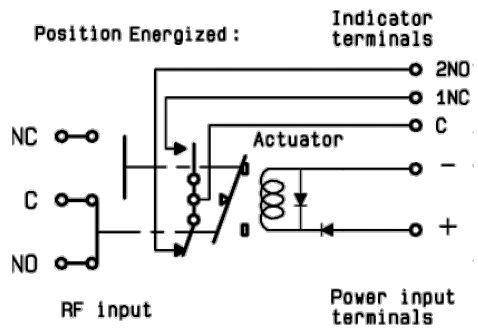 Position Energized :
Indicator
terminals
2NO
1NC
C
Actuator
NC
C
NO
-
+
RF input
Power input
terminals